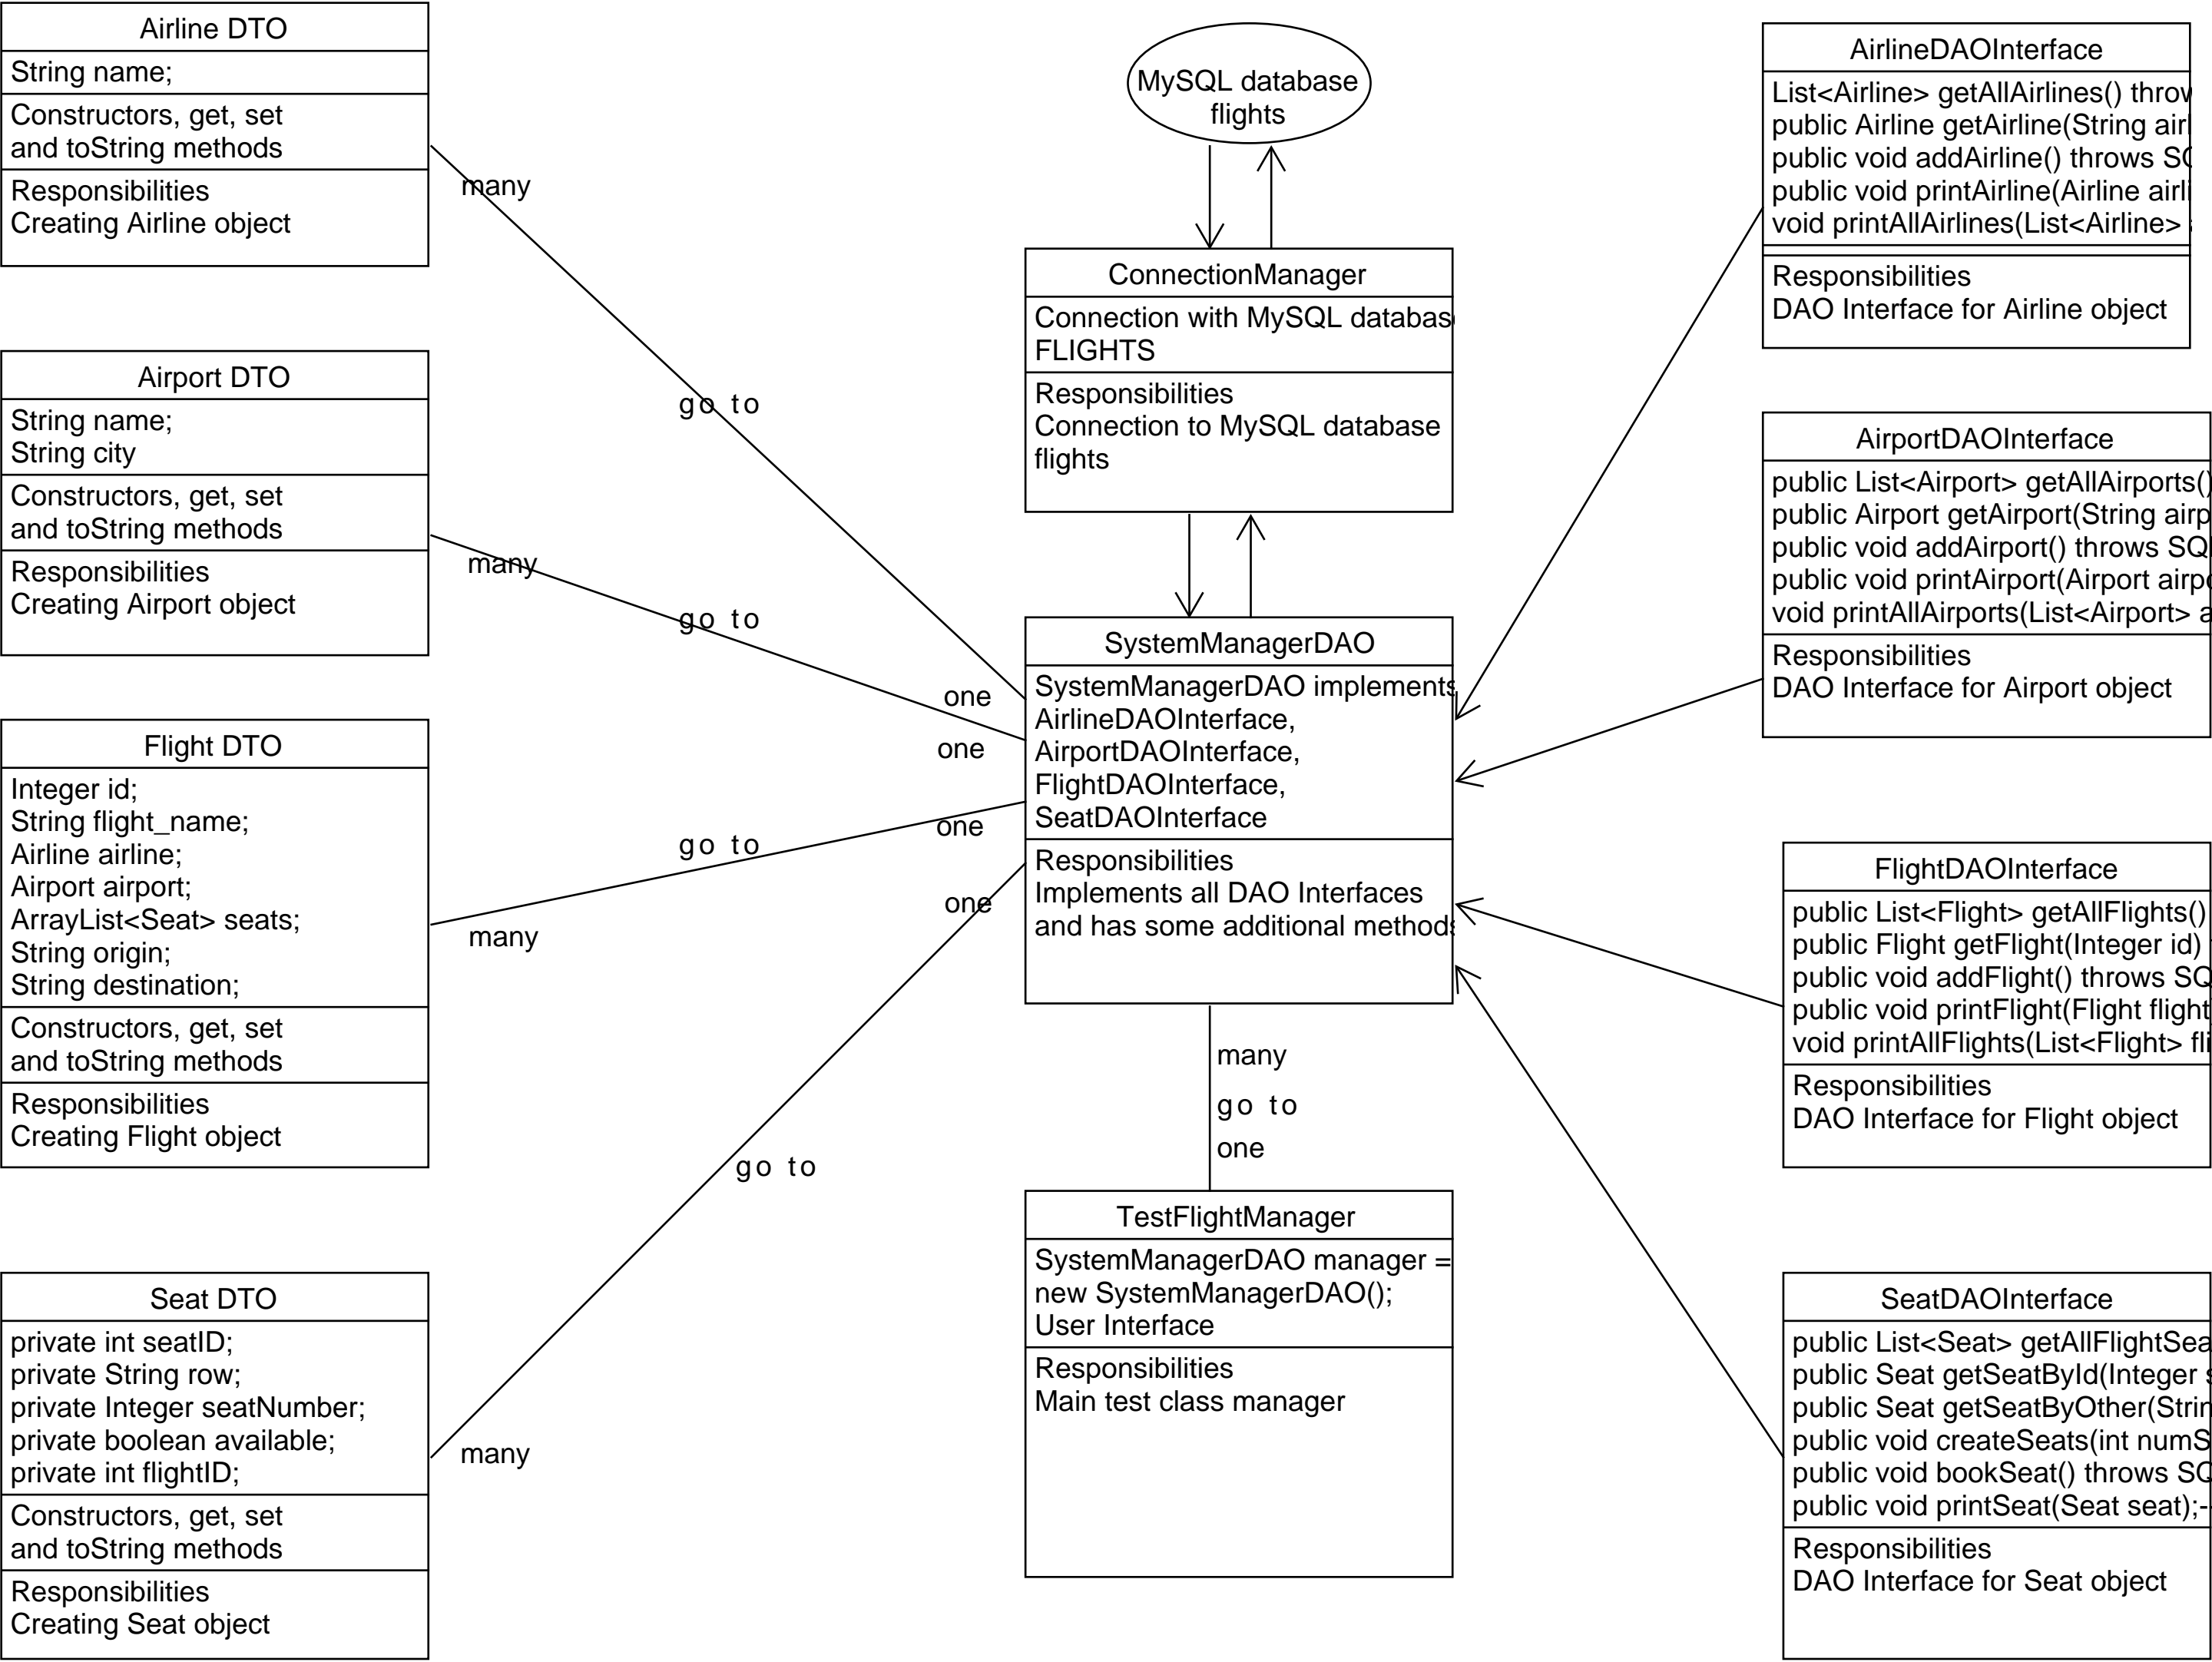 Airline DTO
String name;
Constructors, get, set
and toString methods
Responsibilities
Creating Airline object
Airport DTO
String name;
String city
Constructors, get, set
and toString methods
Responsibilities
Creating Airport object
Flight DTO
Integer id;
String flight_name;
Airline airline;
Airport airport;
ArrayList<Seat> seats;
String origin;
String destination;
Constructors, get, set
and toString methods
Responsibilities
Creating Flight object
Seat DTO
private int seatID;
private String row;
private Integer seatNumber;
private boolean available;
private int flightID;
Constructors, get, set
and toString methods
Responsibilities
Creating Seat object
many
go to
one
many
go to
one
many
go to
one
many
go to
one
MySQL database
flights
ConnectionManager
Connection with MySQL databas
FLIGHTS
Responsibilities
Connection to MySQL database
flights
SystemManagerDAO
SystemManagerDAO implements
AirlineDAOInterface,
AirportDAOInterface,
FlightDAOInterface,
SeatDAOInterface
Responsibilities
Implements all DAO Interfaces
and has some additional methods
many
go to
one
TestFlightManager
SystemManagerDAO manager =
new SystemManagerDAO();
User Interface
Responsibilities
Main test class manager
AirlineDAOInterface
List<Airline> getAllAirlines() throw
public Airline getAirline(String airl
public void addAirline() throws SQ
public void printAirline(Airline airli
void printAllAirlines(List<Airline>
Responsibilities
DAO Interface for Airline object
AirportDAOInterface
public List<Airport> getAllAirports()
public Airport getAirport(String airp
public void addAirport() throws SQ
public void printAirport(Airport airpo
void printAllAirports(List<Airport> a
Responsibilities
DAO Interface for Airport object
FlightDAOInterface
public List<Flight> getAllFlights()
public Flight getFlight(Integer id)
public void addFlight() throws SQ
public void printFlight(Flight flight
void printAllFlights(List<Flight> fli
Responsibilities
DAO Interface for Flight object
SeatDAOInterface
public List<Seat> getAllFlightSea
public Seat getSeatById(Integer s
public Seat getSeatByOther(Strin
public void createSeats(int numS
public void bookSeat() throws SQ
public void printSeat(Seat seat);-
Responsibilities
DAO Interface for Seat object